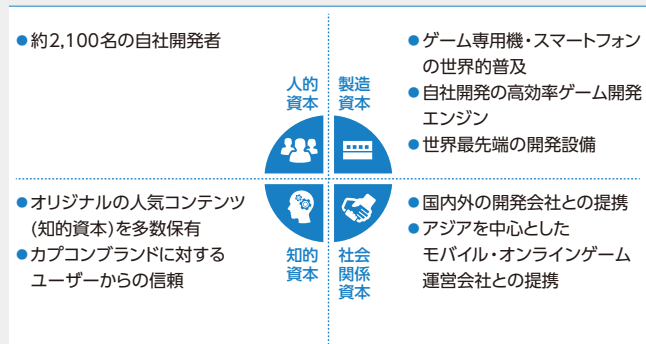 ●約2,100名の自社開発者
人的
資本
製造
資本
●ゲーム専用機・スマートフォン
の世界的普及
●自社開発の高効率ゲーム開発
エンジン
●世界最先端の開発設備
●オリジナルの人気コンテンツ
(知的資本)を多数保有
●カプコンブランドに対する
ユーザーからの信頼
知的
資本
社会
関係
資本
●国内外の開発会社との提携
●アジアを中心とした
モバイル・オンラインゲーム
運営会社との提携